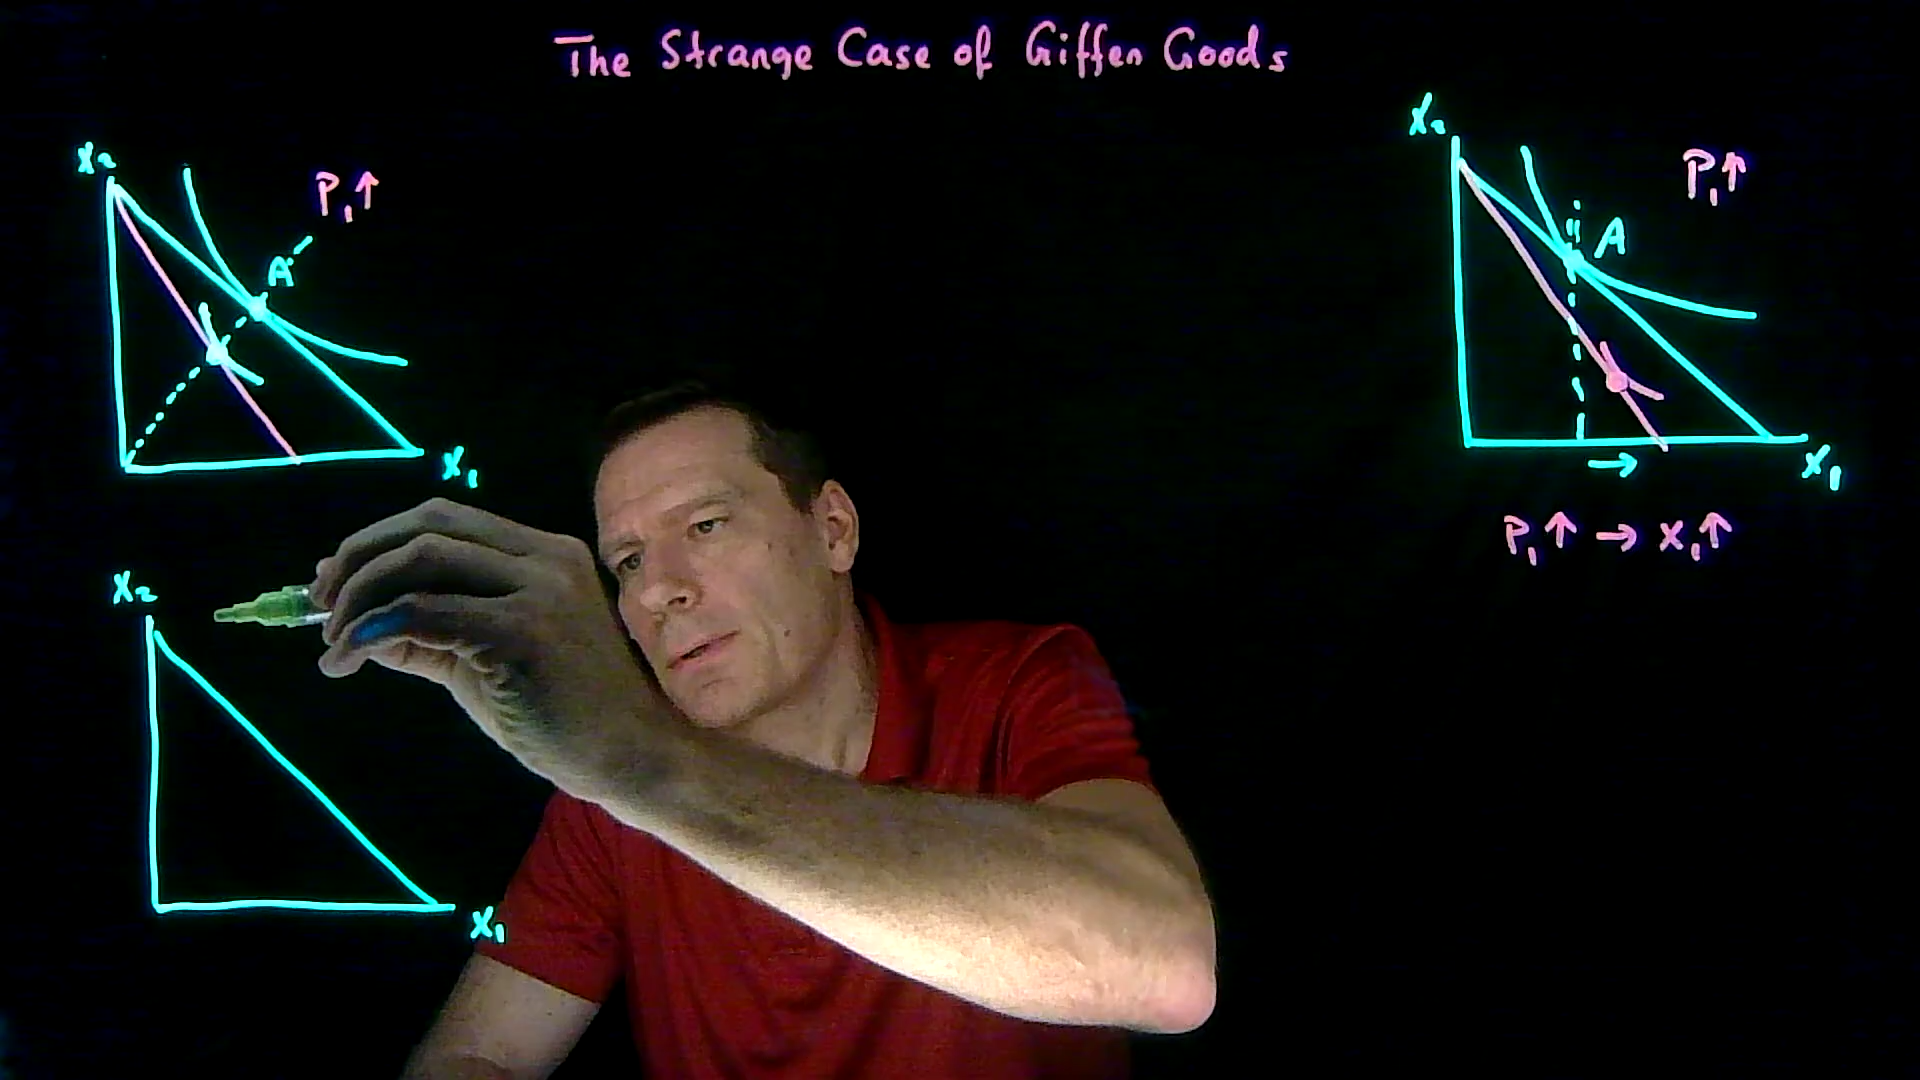 The Strange Case of Giffen Goods
X₂
P₁↑
A
X₁
X₂
P₁↑
A
→
X₁
P₁↑ → X₁↑
X₂
X₁